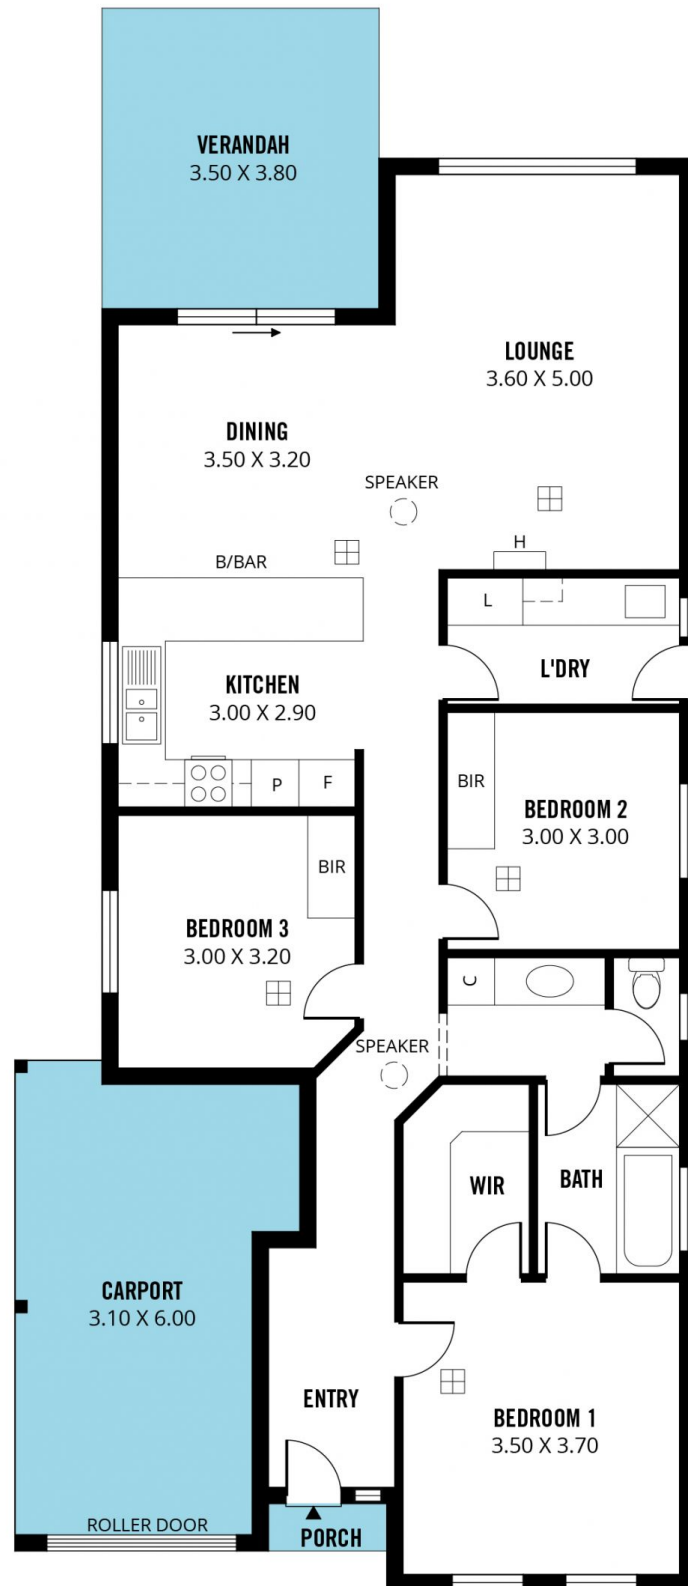 VERANDAH
3.50 X 3.80
LOUNGE
3.60 X 5.00
DINING
3.50 X 3.20
SPEAKER
H
B/BAR
L
L'DRY
KITCHEN
3.00 X 2.90
P
F
BIR
BEDROOM 2
3.00 X 3.00
BIR
BEDROOM 3
3.00 X 3.20
C
SPEAKER
WIR
BATH
CARPORT
3.10 X 6.00
ENTRY
BEDROOM 1
3.50 X 3.70
ROLLER DOOR
PORCH